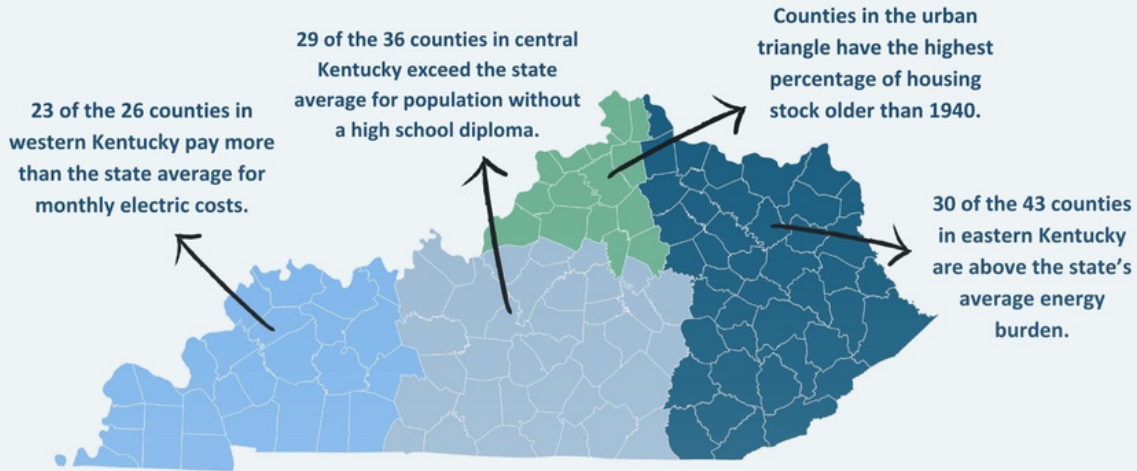 23 of the 26 counties in
western Kentucky pay more
than the state average for
monthly electric costs.
29 of the 36 counties in central
Kentucky exceed the state
average for population without
a high school diploma.
Counties in the urban
triangle have the highest
percentage of housing
stock older than 1940.
30 of the 43 counties
in eastern Kentucky
are above the state's
average energy
burden.